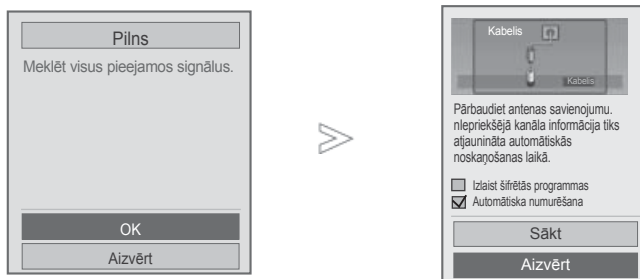 Pilns
Meklēt visus pieejamos signālus.
OK
Aizvērt
Kabelis
Kabelis
Pārbaudiet antenas savienojumu.
nIepriekšējā kanāla informācija tiks
atjaunināta automātiskās
noskaņošanas laikā.
Izlaist šifrētās programmas
Automātiska numurēšana
Sākt
Aizvērt